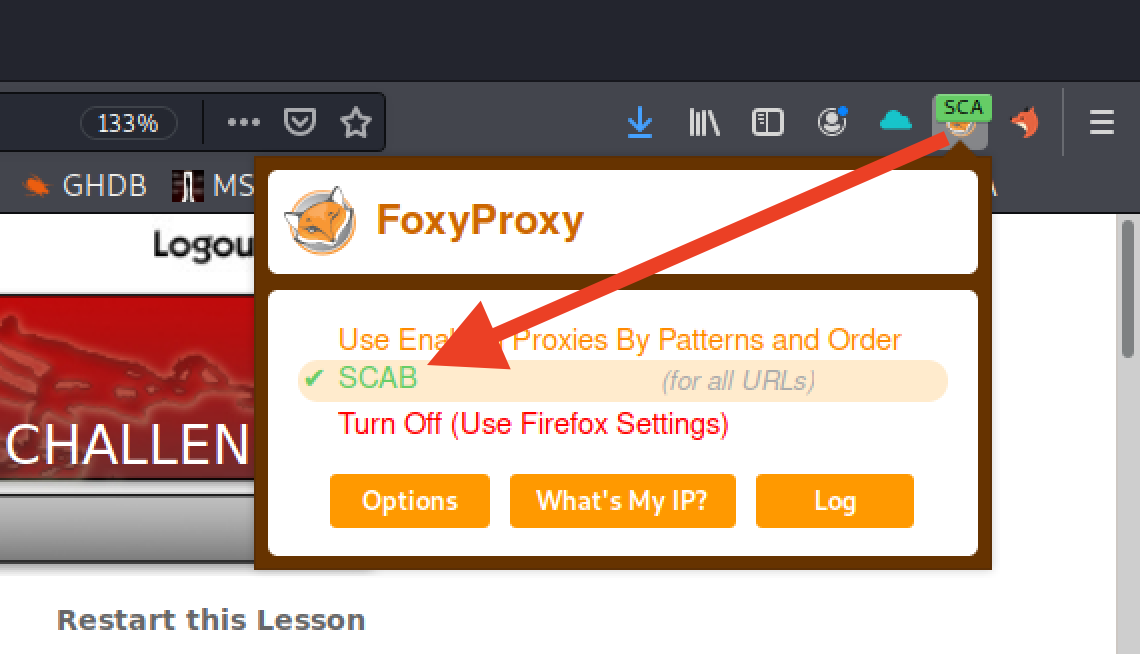 SCA
133%
GHDB
MS
Logou
FoxyProxy
Use Ena Proxies By Patterns and Order
✔ SCAB (for all URLs)
Turn Off (Use Firefox Settings)
CHALLEN
Options What's My IP? Log
Restart this Lesson